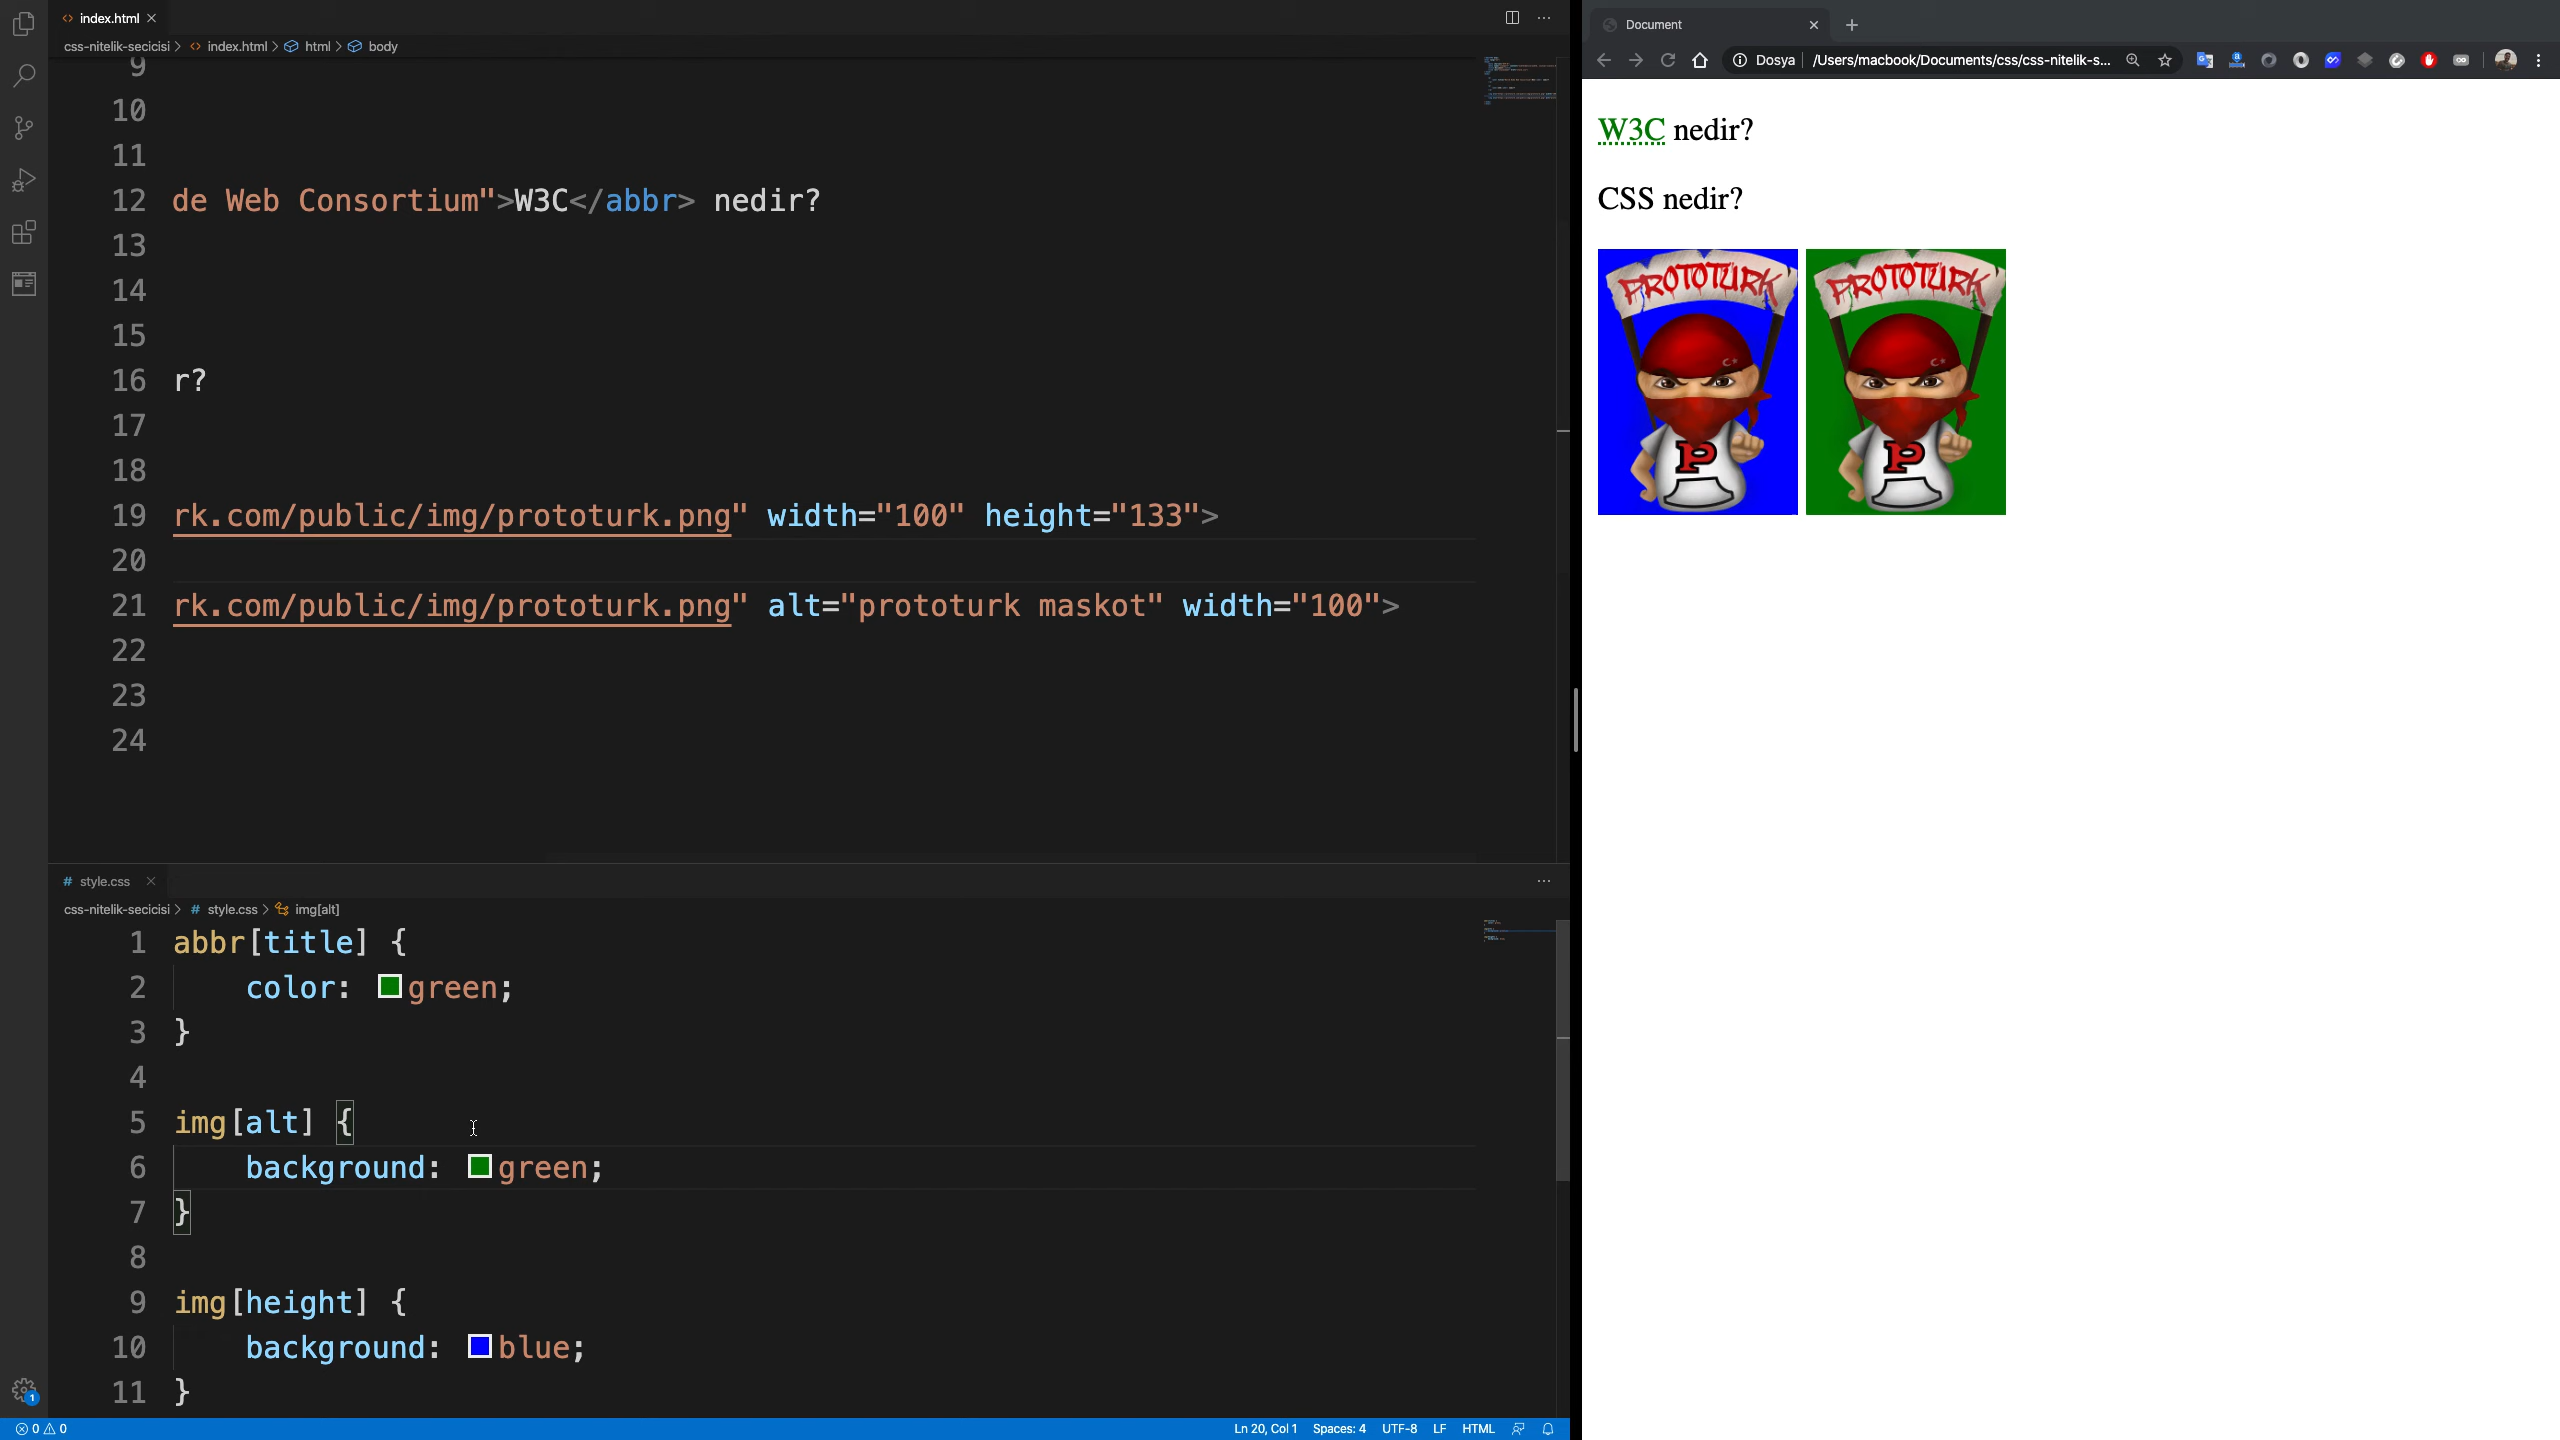 index.html
css-nitelik-secicisi > index.html > html > body
9
10
11
12 de Web Consortium">W3C</abbr> nedir?
13
14
15
16 r?
17
18
19 rk.com/public/img/prototurk.png" width="100" height="133">
20
21 rk.com/public/img/prototurk.png" alt="prototurk maskot" width="100">
22
23
24
# style.css
css-nitelik-secicisi > # style.css > img[alt]
1 abbr[title] {
2 color: green;
3 }
4
5 img[alt] {
6 background: green;
7 }
8
9 img[height] {
10 background: blue;
11 }
0 0
1
Ln 20, Col 1 Spaces: 4 UTF-8 LF HTML
Document
Dosya | /Users/macbook/Documents/css/css-nitelik-s...
W3C nedir?
CSS nedir?
PROTOTURK PROTOTURK
P P